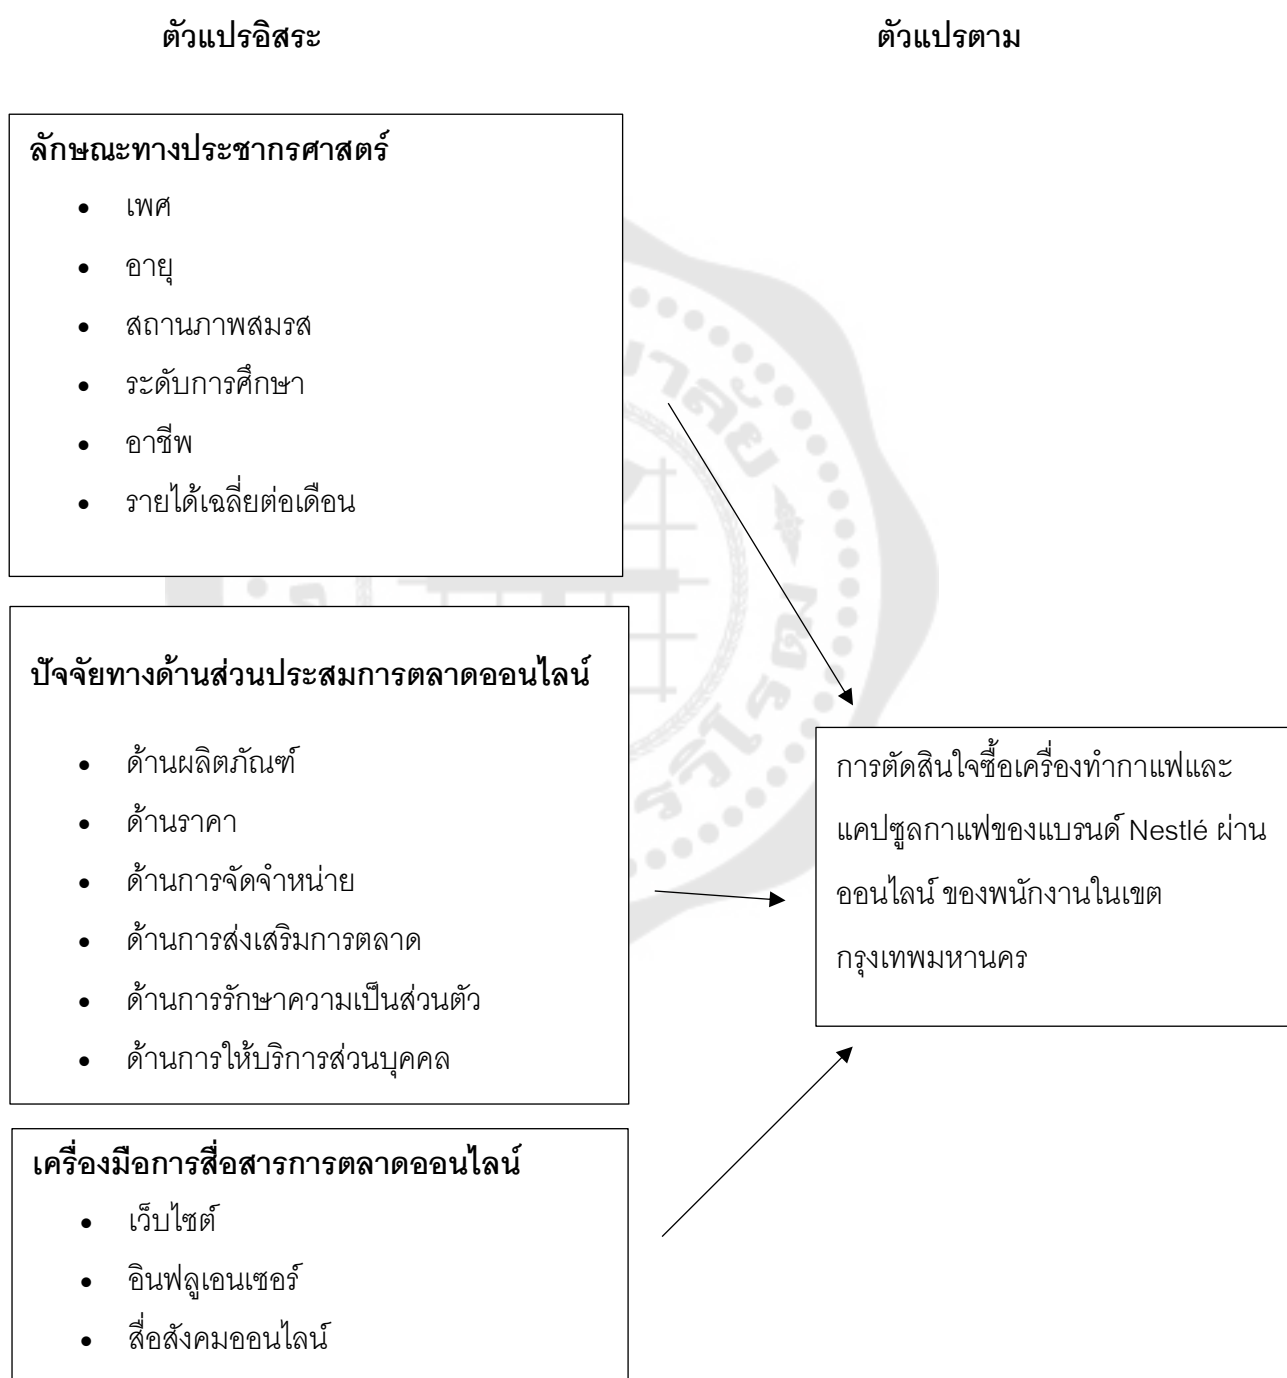 ตัวแปรอิสระ
ตัวแปรตาม
ลักษณะทางประชากรศาสตร์
• เพศ
• อายุ
• สถานภาพสมรส
• ระดับการศึกษา
• อาชีพ
• รายได้เฉลี่ยต่อเดือน
ปัจจัยทางด้านส่วนประสมการตลาดออนไลน์
• ด้านผลิตภัณฑ์
• ด้านราคา
• ด้านการจัดจำหน่าย
• ด้านการส่งเสริมการตลาด
• ด้านการรักษาความเป็นส่วนตัว
• ด้านการให้บริการส่วนบุคคล
เครื่องมือการสื่อสารการตลาดออนไลน์
• เว็บไซต์
• อินฟลูเอนเซอร์
• สื่อสังคมออนไลน์
การตัดสินใจซื้อเครื่องทำกาแฟและ
แคปซูลกาแฟของแบรนด์ Nestlé ผ่าน
ออนไลน์ ของพนักงานในเขต
กรุงเทพมหานคร